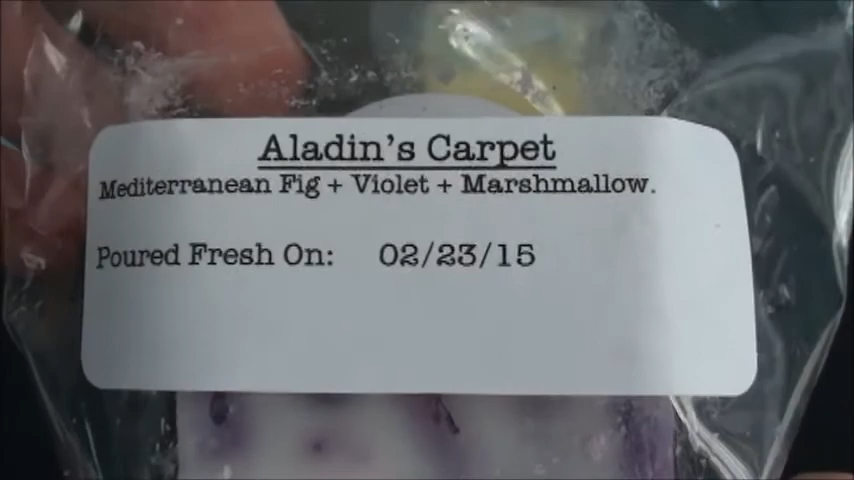 Aladin's Carpet
Mediterranean Fig + Violet + Marshmallow.
Poured Fresh On: 02/23/15